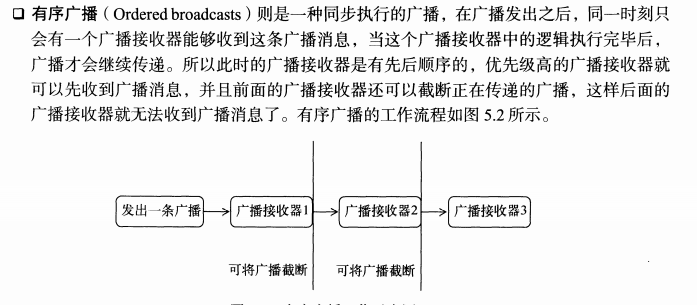 ❑ 有序广播（Ordered broadcasts）则是一种同步执行的广播，在广播发出之后，同一时刻只
会有一个广播接收器能够收到这条广播消息，当这个广播接收器中的逻辑执行完毕后，
广播才会继续传递。所以此时的广播接收器是有先后顺序的，优先级高的广播接收器就
可以先收到广播消息，并且前面的广播接收器还可以截断正在传递的广播，这样后面的
广播接收器就无法收到广播消息了。有序广播的工作流程如图 5.2 所示。
发出一条广播
广播接收器1
广播接收器2
广播接收器3
可将广播截断
可将广播截断